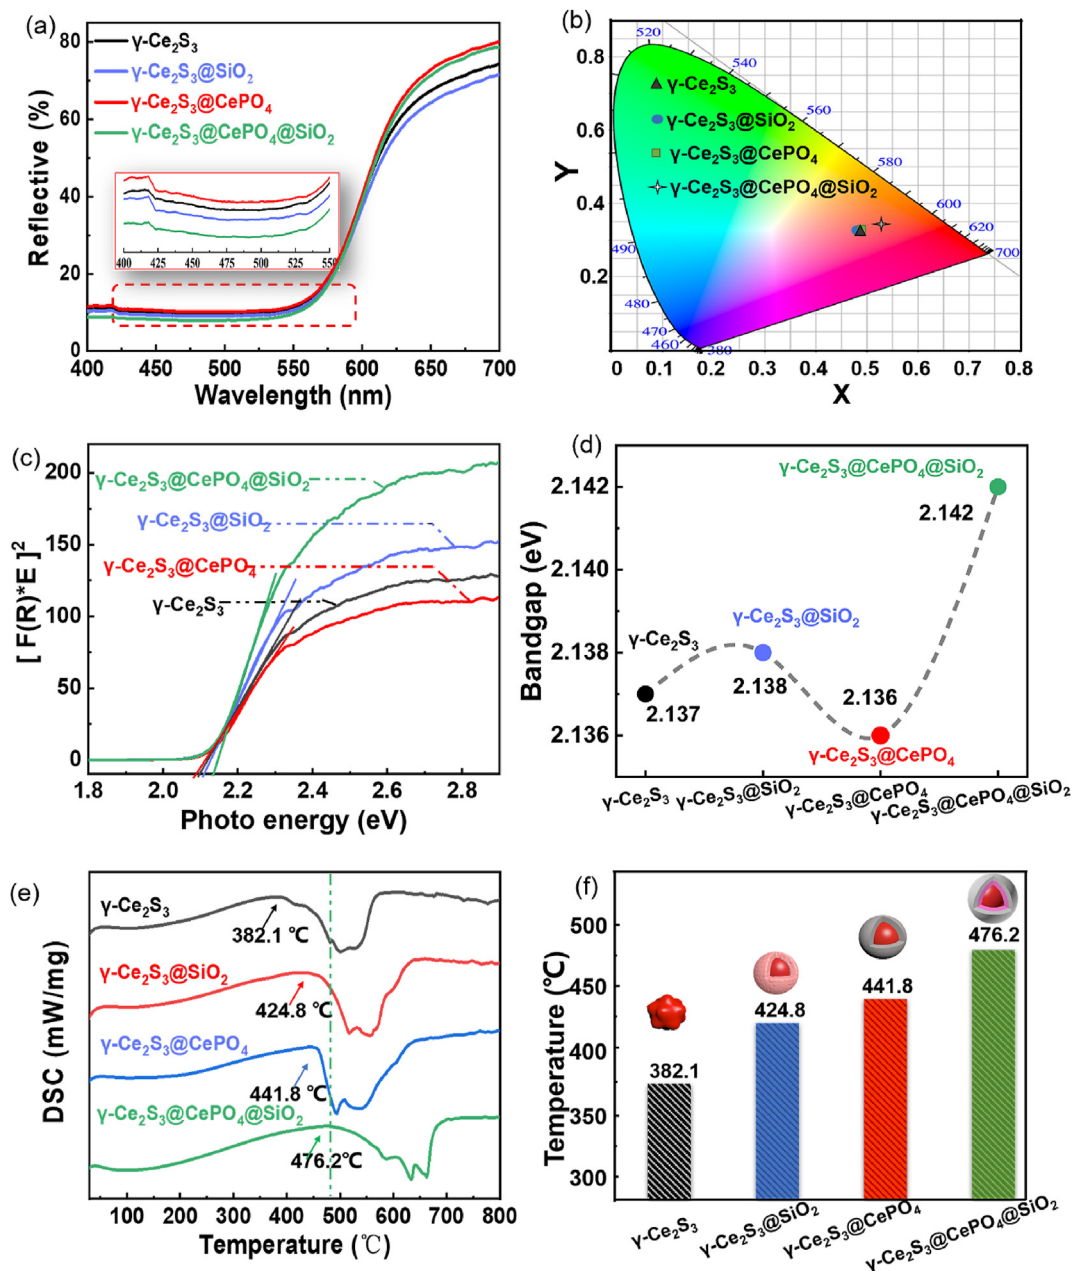 (a)
γ-Ce₂S₃
γ-Ce₂S₃@SiO₂
γ-Ce₂S₃@CePO₄
γ-Ce₂S₃@CePO₄@SiO₂
80
60
40
20
0
Reflective (%)
400 425 450 475 500 525 550
400 450 500 550 600 650 700
Wavelength (nm)
(b)
γ-Ce₂S₃
γ-Ce₂S₃@SiO₂
γ-Ce₂S₃@CePO₄
γ-Ce₂S₃@CePO₄@SiO₂
520
540
560
580
600
620
700
490
480
470
460
380
0.8
0.6
0.4
0.2
Y
0 0.1 0.2 0.3 0.4 0.5 0.6 0.7 0.8
X
(c)
γ-Ce₂S₃@CePO₄@SiO₂
γ-Ce₂S₃@SiO₂
γ-Ce₂S₃@CePO₄
γ-Ce₂S₃
200
150
100
50
0
[ F(R)*E ]²
1.8 2.0 2.2 2.4 2.6 2.8
Photo energy (eV)
(d)
γ-Ce₂S₃@CePO₄@SiO₂
2.142
γ-Ce₂S₃@SiO₂
γ-Ce₂S₃
2.138
2.136
2.137
γ-Ce₂S₃@CePO₄
2.142
2.140
2.138
2.136
Bandgap (eV)
γ-Ce₂S₃
γ-Ce₂S₃@SiO₂
γ-Ce₂S₃@CePO₄
γ-Ce₂S₃@CePO₄@SiO₂
(e)
γ-Ce₂S₃
382.1 ℃
γ-Ce₂S₃@SiO₂
424.8 ℃
γ-Ce₂S₃@CePO₄
441.8 ℃
γ-Ce₂S₃@CePO₄@SiO₂
476.2℃
DSC (mW/mg)
100 200 300 400 500 600 700 800
Temperature (℃)
(f)
476.2
441.8
424.8
382.1
500
450
400
350
300
Temperature (℃)
γ-Ce₂S₃
γ-Ce₂S₃@SiO₂
γ-Ce₂S₃@CePO₄
γ-Ce₂S₃@CePO₄@SiO₂